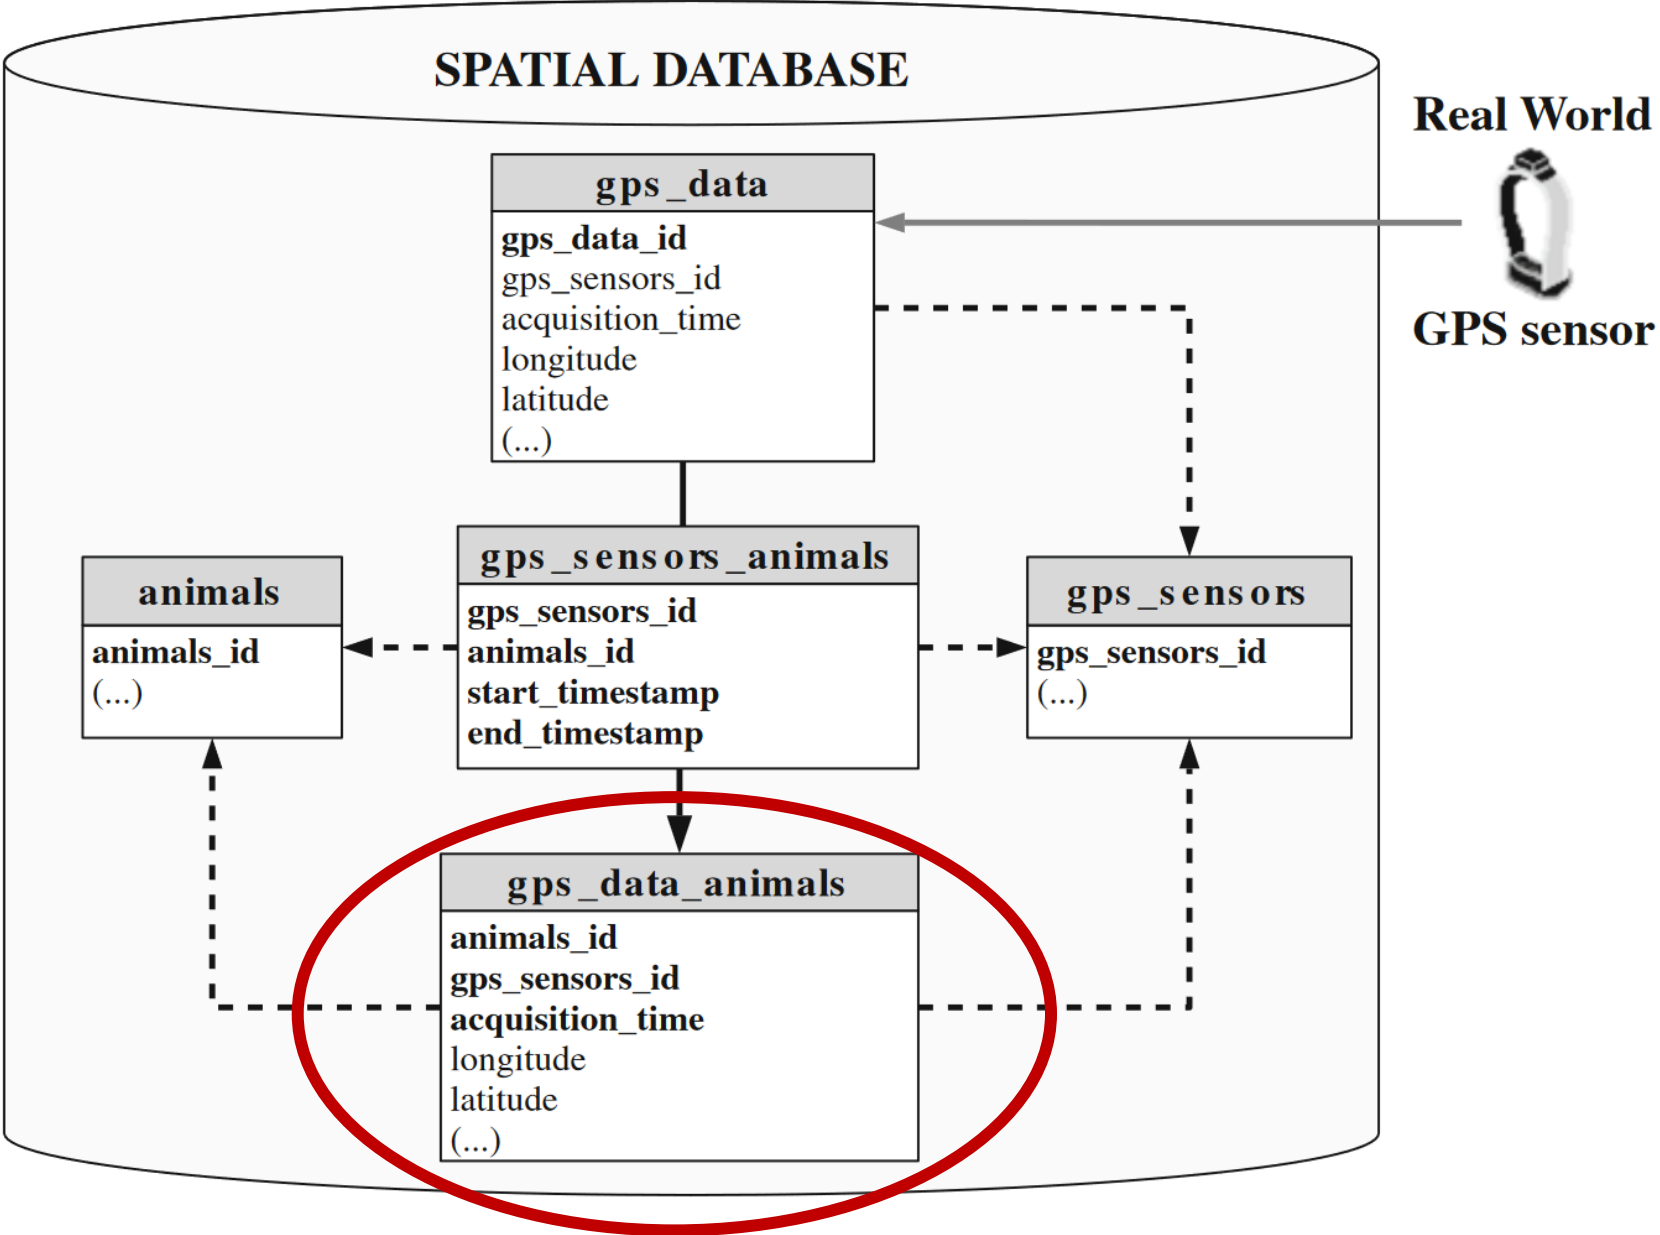 SPATIAL DATABASE
Real World
GPS sensor
gps_data
gps_data_id
gps_sensors_id
acquisition_time
longitude
latitude
(...)
animals
animals_id
(...)
gps_sensors_animals
gps_sensors_id
animals_id
start_timestamp
end_timestamp
gps_sensors
gps_sensors_id
(...)
gps_data_animals
animals_id
gps_sensors_id
acquisition_time
longitude
latitude
(...)